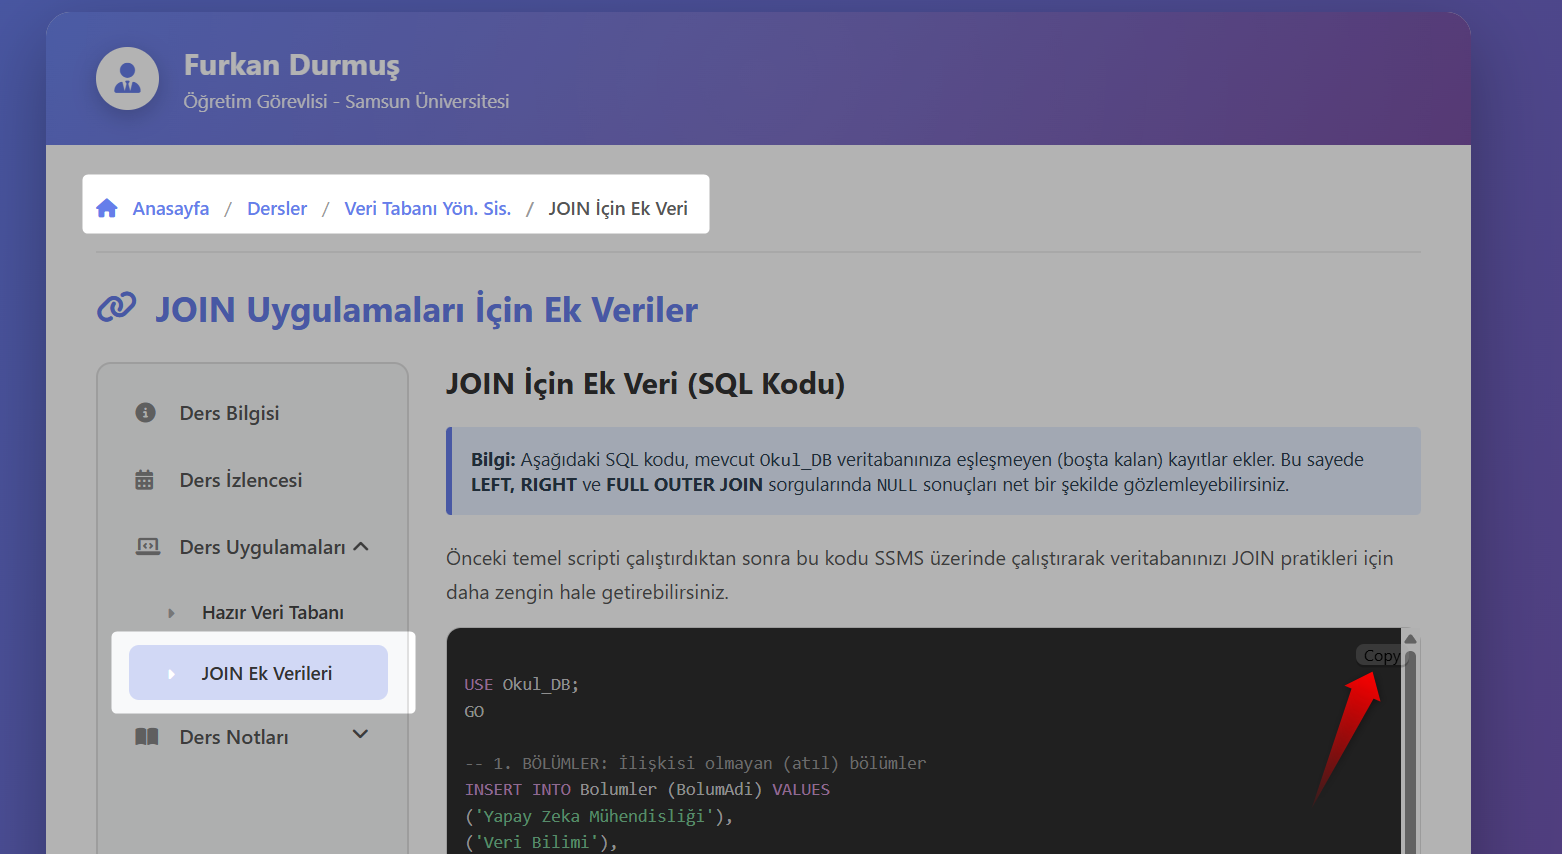 Furkan Durmuş
Öğretim Görevlisi - Samsun Üniversitesi
Anasayfa / Dersler / Veri Tabanı Yön. Sis. / JOIN İçin Ek Veri
JOIN Uygulamaları İçin Ek Veriler
Ders Bilgisi
Ders İzlencesi
Ders Uygulamaları
Hazır Veri Tabanı
JOIN Ek Verileri
Ders Notları
JOIN İçin Ek Veri (SQL Kodu)
Bilgi: Aşağıdaki SQL kodu, mevcut Okul_DB veritabanınıza eşleşmeyen (boşta kalan) kayıtlar ekler. Bu sayede
LEFT, RIGHT ve FULL OUTER JOIN sorgularında NULL sonuçları net bir şekilde gözlemleyebilirsiniz.
Önceki temel scripti çalıştırdıktan sonra bu kodu SSMS üzerinde çalıştırarak veritabanınızı JOIN pratikleri için
daha zengin hale getirebilirsiniz.
Copy
USE Okul_DB;
GO
-- 1. BÖLÜMLER: İlişkisi olmayan (atıl) bölümler
INSERT INTO Bolumler (BolumAdi) VALUES
('Yapay Zeka Mühendisliği'),
('Veri Bilimi'),